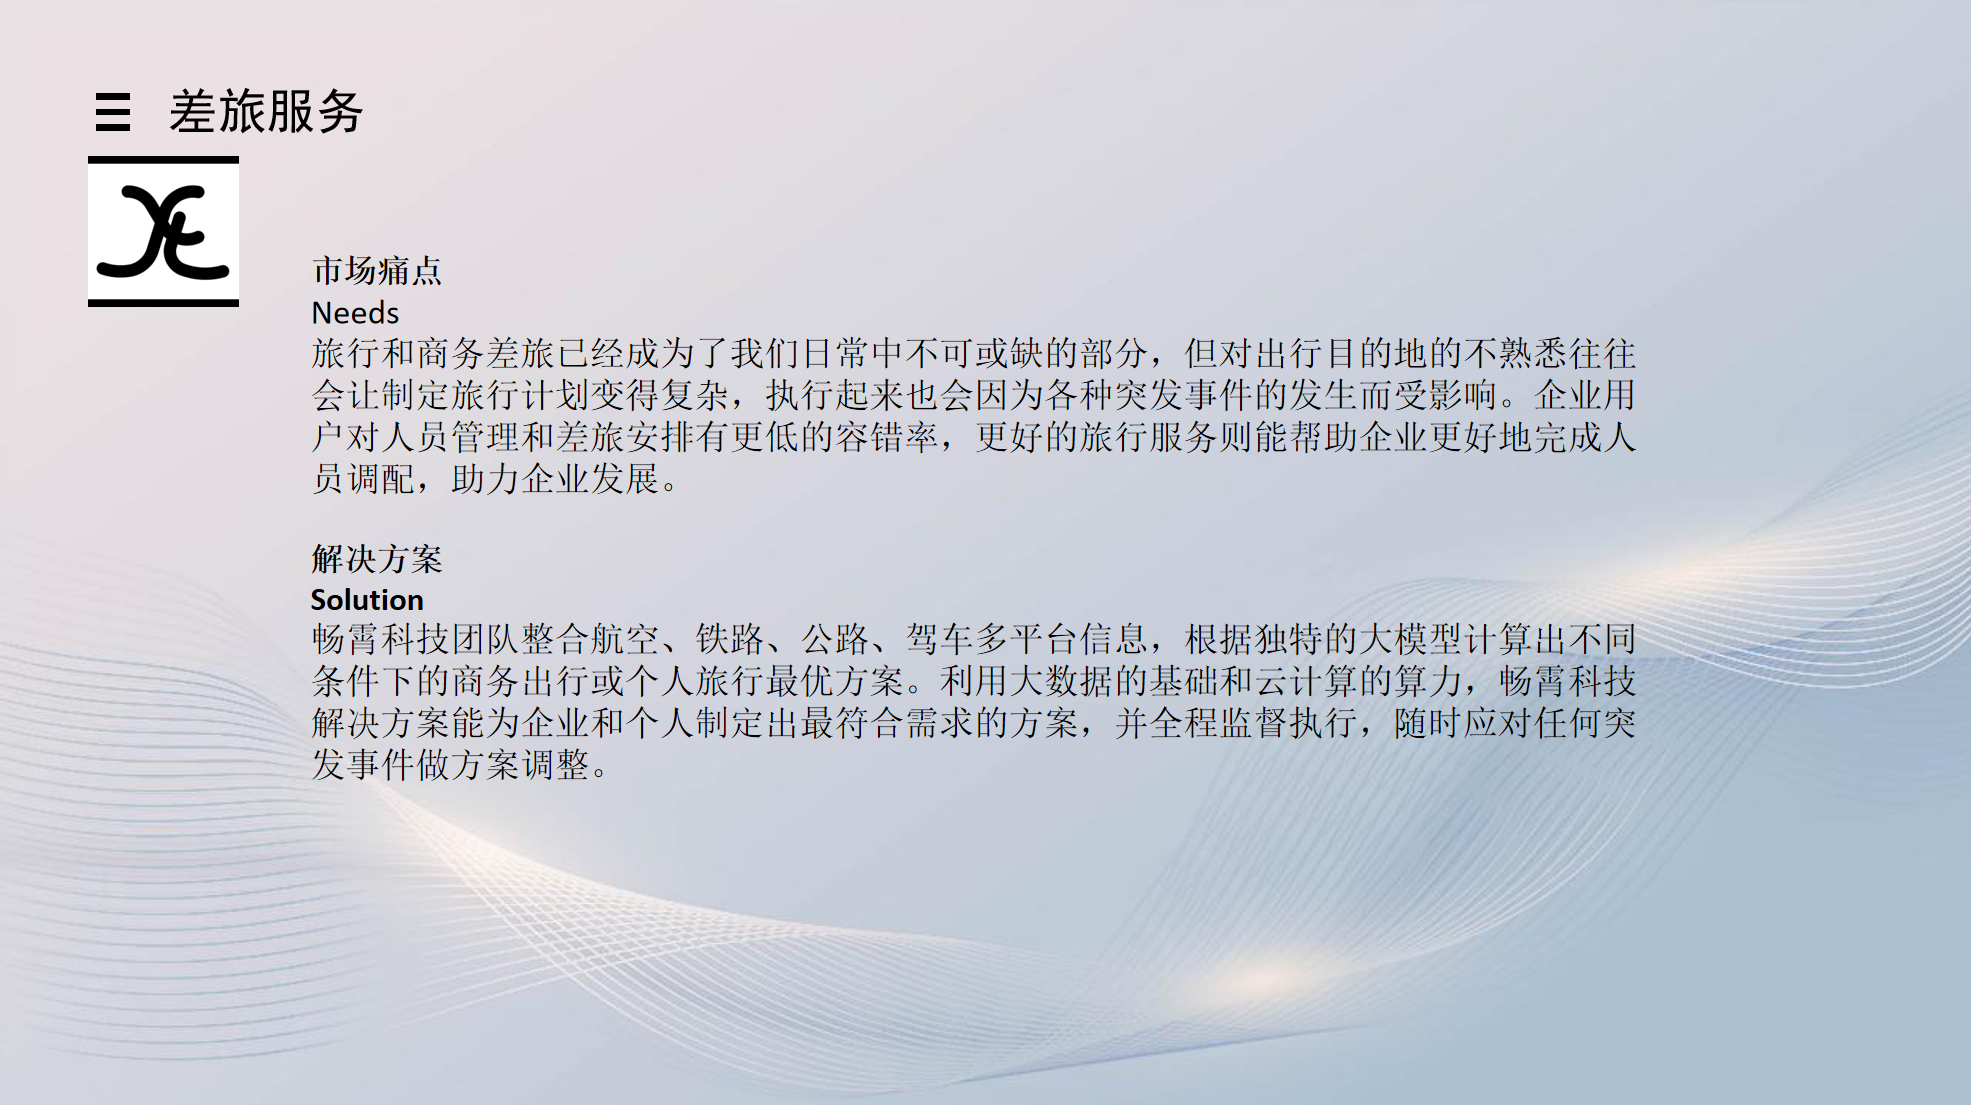 差旅服务
市场痛点
Needs
旅行和商务差旅已经成为了我们日常中不可或缺的部分，但对出行目的地的不熟悉往往
会让制定旅行计划变得复杂，执行起来也会因为各种突发事件的发生而受影响。企业用
户对人员管理和差旅安排有更低的容错率，更好的旅行服务则能帮助企业更好地完成人
员调配，助力企业发展。
解决方案
Solution
畅霄科技团队整合航空、铁路、公路、驾车多平台信息，根据独特的大模型计算出不同
条件下的商务出行或个人旅行最优方案。利用大数据的基础和云计算的算力，畅霄科技
解决方案能为企业和个人制定出最符合需求的方案，并全程监督执行，随时应对任何突
发事件做方案调整。